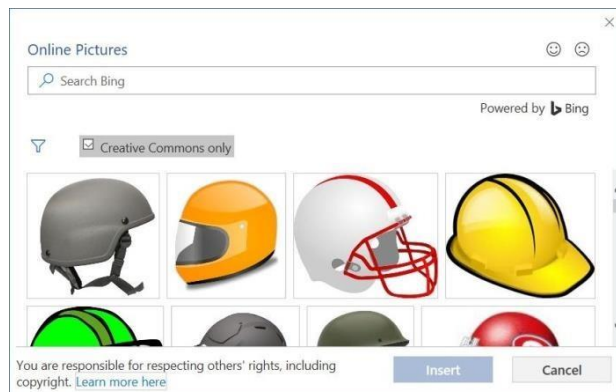 Online Pictures
Search Bing
Powered by Bing
Creative Commons only
You are responsible for respecting others' rights, including
copyright. Learn more here
Insert
Cancel